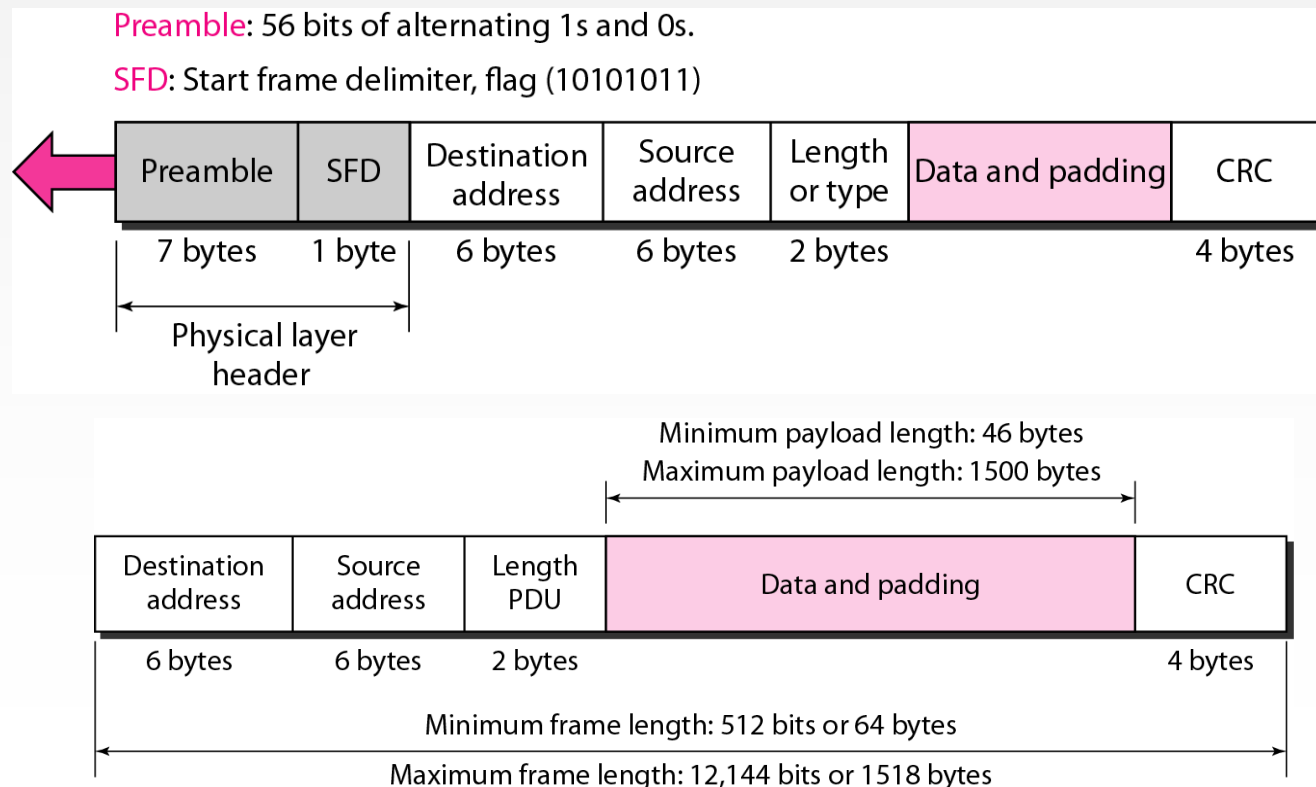 Preamble: 56 bits of alternating 1s and 0s.
SFD: Start frame delimiter, flag (10101011)
Preamble
SFD
Destination
address
Source
address
Length
or type
Data and padding
CRC
7 bytes
1 byte
6 bytes
6 bytes
2 bytes
4 bytes
Physical layer
header
Minimum payload length: 46 bytes
Maximum payload length: 1500 bytes
Destination
address
Source
address
Length
PDU
Data and padding
CRC
6 bytes
6 bytes
2 bytes
4 bytes
Minimum frame length: 512 bits or 64 bytes
Maximum frame length: 12,144 bits or 1518 bytes